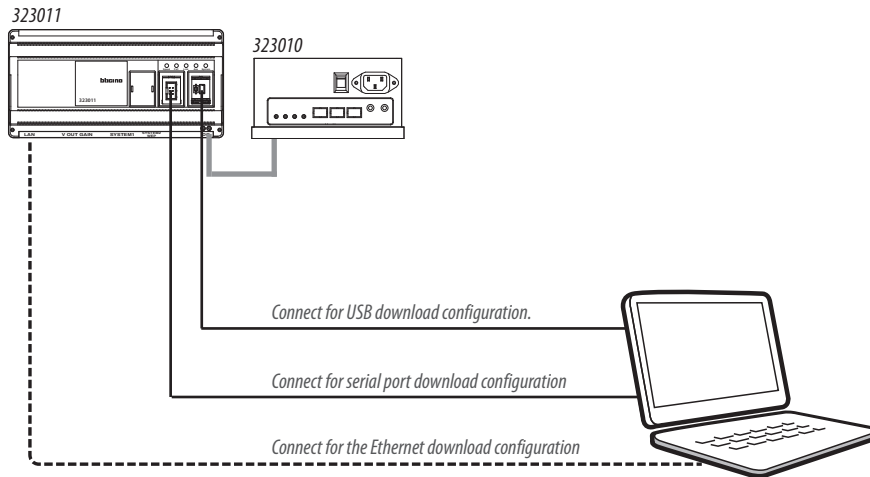 323011
323010
bticino
323011
LAN V OUT GAIN SYSTEM1
Connect for USB download configuration.
Connect for serial port download configuration
Connect for the Ethernet download configuration